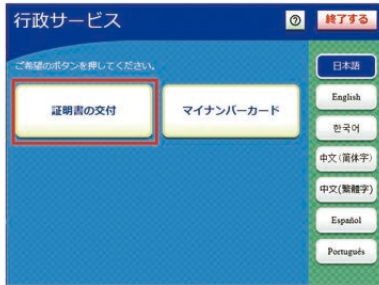 行政サービス
終了する
ご希望のボタンを押してください。
証明書の交付
マイナンバーカード
日本語
English
한국어
中文(简体字)
中文(繁體字)
Español
Português